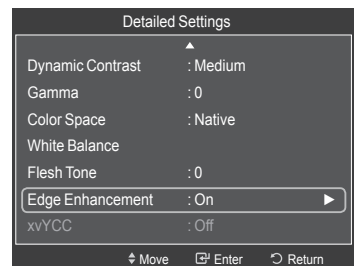 Detailed Settings
Dynamic Contrast : Medium
Gamma : 0
Color Space : Native
White Balance
Flesh Tone : 0
Edge Enhancement : On
xvYCC : Off
Move Enter Return